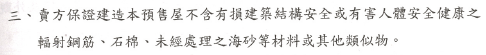 三、賣方保證建造本預售屋不含有損建築結構安全或有害人體安全健康之
輻射鋼筋、石棉、未經處理之海砂等材料或其他類似物。